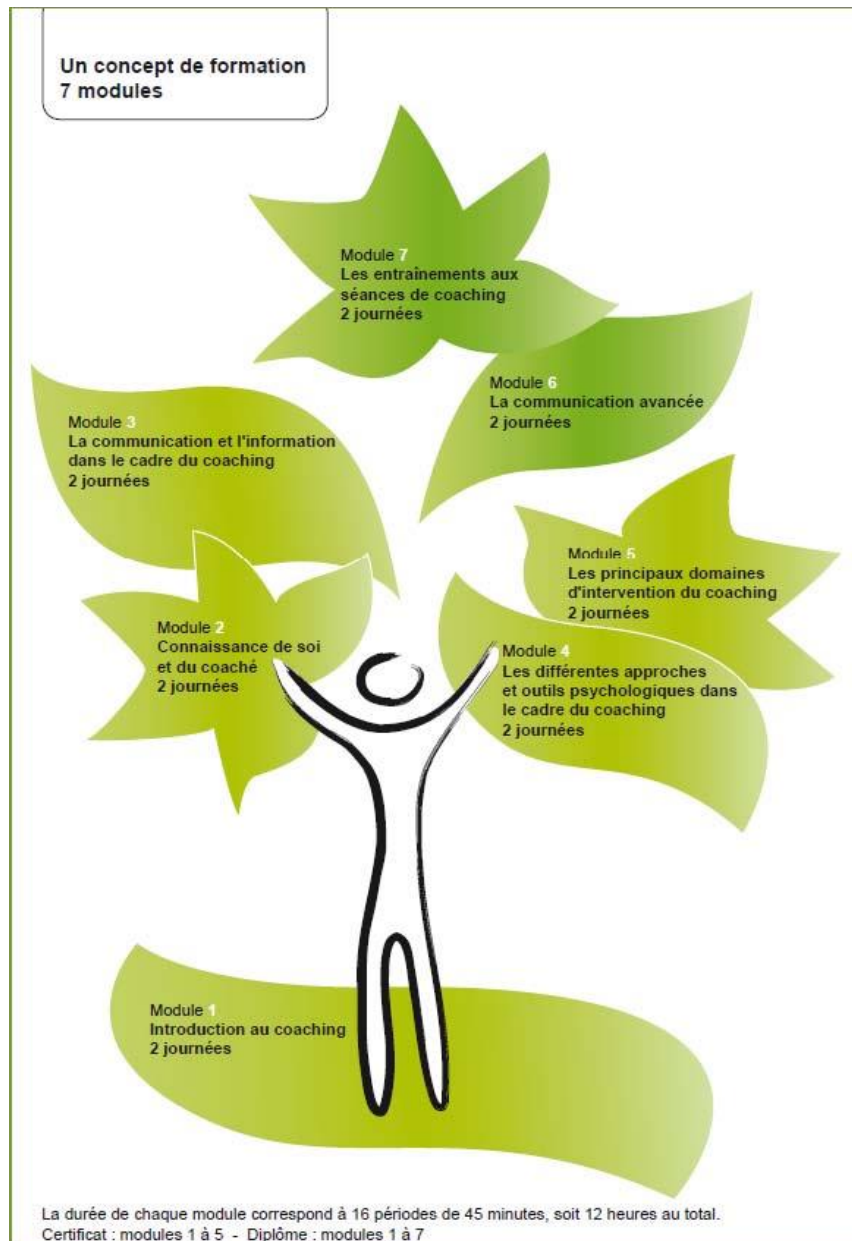 Un concept de formation
7 modules
Module 7
Les entraînements aux
séances de coaching
2 journées
Module 6
La communication avancée
2 journées
Module 3
La communication et l'information
dans le cadre du coaching
2 journées
Module 5
Les principaux domaines
d'intervention du coaching
2 journées
Module 2
Connaissance de soi
et du coaché
2 journées
Module 4
Les différentes approches
et outils psychologiques dans
le cadre du coaching
2 journées
Module 1
Introduction au coaching
2 journées
La durée de chaque module correspond à 16 périodes de 45 minutes, soit 12 heures au total.
Certificat : modules 1 à 5 - Diplôme : modules 1 à 7